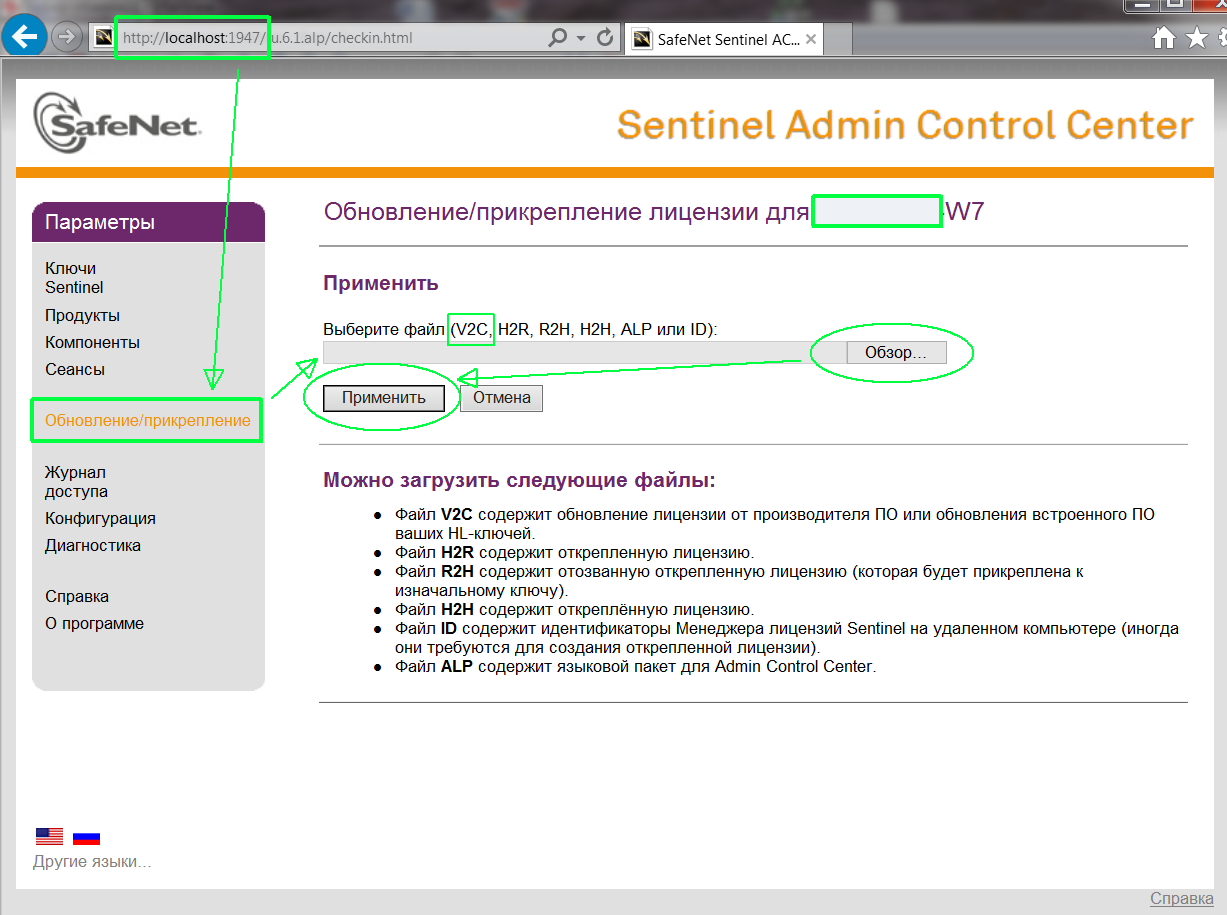 http://localhost:1947/ u.6.1.alp/checkin.html
SafeNet Sentinel AC...
SafeNet.
Sentinel Admin Control Center
Параметры
Ключи
Sentinel
Продукты
Компоненты
Сеансы
Обновление/прикрепление
Журнал
доступа
Конфигурация
Диагностика
Справка
О программе
Обновление/прикрепление лицензии для -W7
Применить
Выберите файл (V2C, H2R, R2H, H2H, ALP или ID):
Обзор...
Применить
Отмена
Можно загрузить следующие файлы:
● Файл V2C содержит обновление лицензии от производителя ПО или обновления встроенного ПО
ваших HL-ключей.
● Файл H2R содержит открепленную лицензию.
● Файл R2H содержит отозванную открепленную лицензию (которая будет прикреплена к
изначальному ключу).
● Файл H2H содержит откреплённую лицензию.
● Файл ID содержит идентификаторы Менеджера лицензий Sentinel на удаленном компьютере (иногда
они требуются для создания открепленной лицензии).
● Файл ALP содержит языковой пакет для Admin Control Center.
Другие языки...
Справка